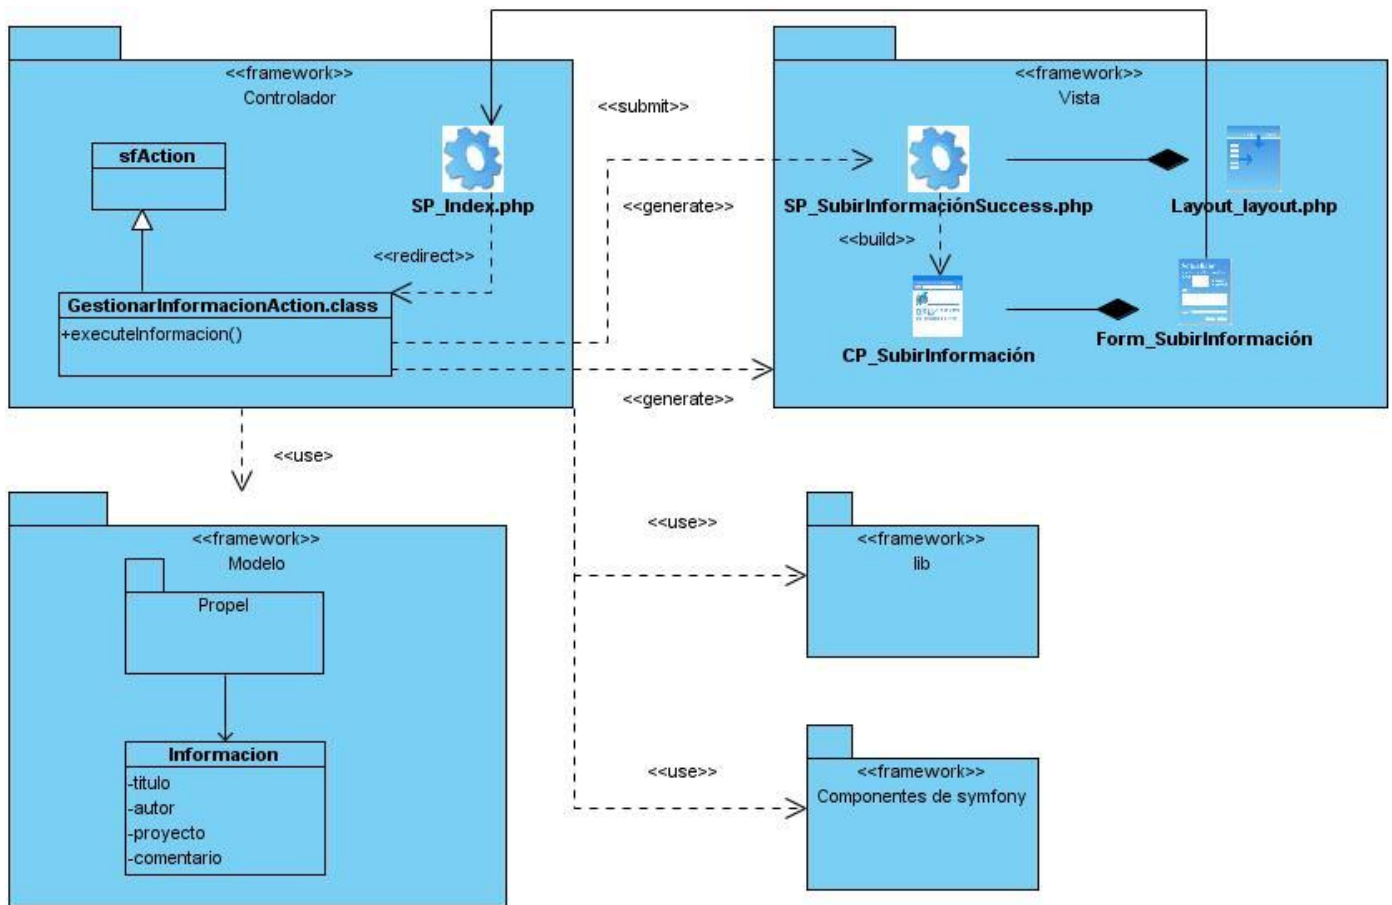 <<framework>>
Controlador
sfAction
SP_Index.php
<<redirect>>
GestionarInformacionAction.class
+executeInformacion()
<<submit>>
<<generate>>
<<generate>>
<<framework>>
Vista
SP_SubirInformaciónSuccess.php
Layout_layout.php
<<build>>
CP_SubirInformación
Form_SubirInformación
<<use>
<<framework>>
Modelo
Propel
Informacion
-titulo
-autor
-proyecto
-comentario
<<use>>
<<framework>>
lib
<<use>>
<<framework>>
Componentes de symfony